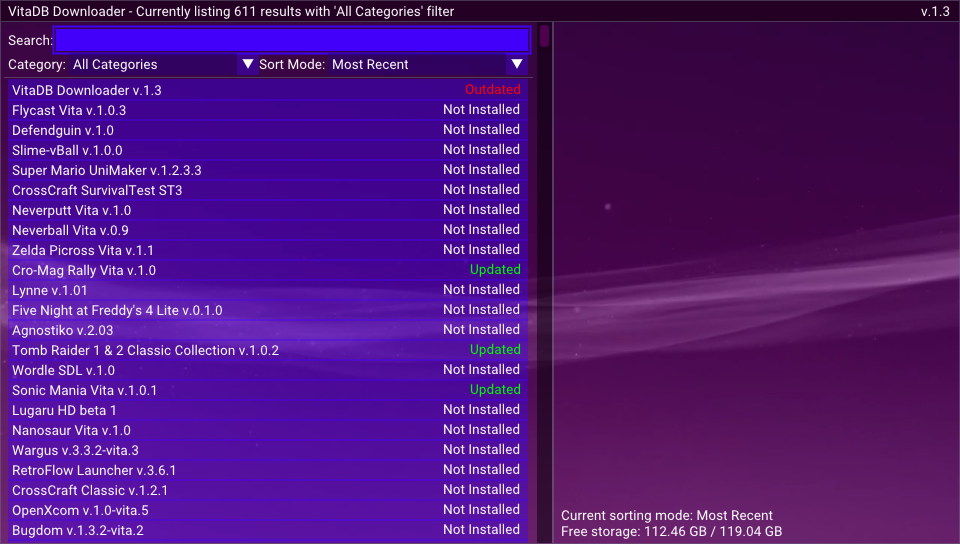 VitaDB Downloader - Currently listing 611 results with 'All Categories' filter v.1.3
Search:
Category: All Categories Sort Mode: Most Recent
VitaDB Downloader v.1.3 Outdated
Flycast Vita v.1.0.3 Not Installed
Defendguin v.1.0 Not Installed
Slime-vBall v.1.0.0 Not Installed
Super Mario UniMaker v.1.2.3.3 Not Installed
CrossCraft SurvivalTest ST3 Not Installed
Neverputt Vita v.1.0 Not Installed
Neverball Vita v.0.9 Not Installed
Zelda Picross Vita v.1.1 Not Installed
Cro-Mag Rally Vita v.1.0 Updated
Lynne v.1.01 Not Installed
Five Night at Freddy's 4 Lite v.0.1.0 Not Installed
Agnostiko v.2.03 Not Installed
Tomb Raider 1 & 2 Classic Collection v.1.0.2 Updated
Wordle SDL v.1.0 Not Installed
Sonic Mania Vita v.1.0.1 Updated
Lugaru HD beta 1 Not Installed
Nanosaur Vita v.1.0 Not Installed
Wargus v.3.3.2-vita.3 Not Installed
RetroFlow Launcher v.3.6.1 Not Installed
CrossCraft Classic v.1.2.1 Not Installed
OpenXcom v.1.0-vita.5 Not Installed
Bugdom v.1.3.2-vita.2 Not Installed
Current sorting mode: Most Recent
Free storage: 112.46 GB / 119.04 GB